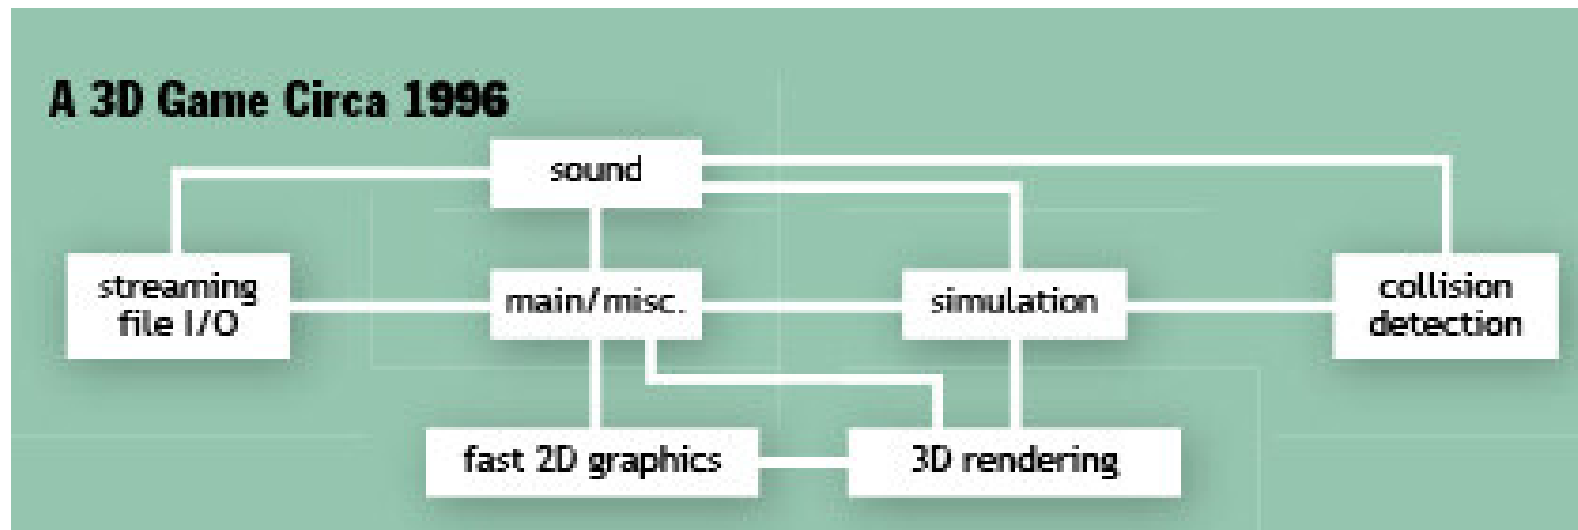 A 3D Game Circa 1996
sound
streaming
file I/O
main/misc.
simulation
collision
detection
fast 2D graphics
3D rendering